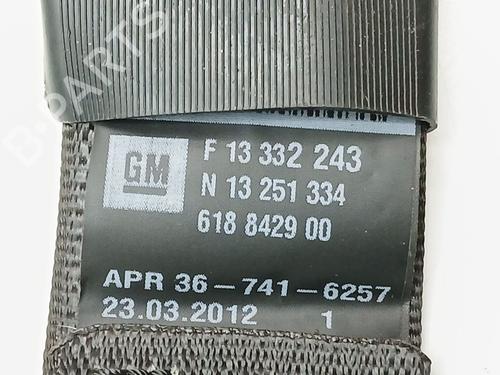 B-PARTS
GM
F 13 332 243
N 13 251 334
618 8429 00
APR 36-741-6257
23.03.2012 1